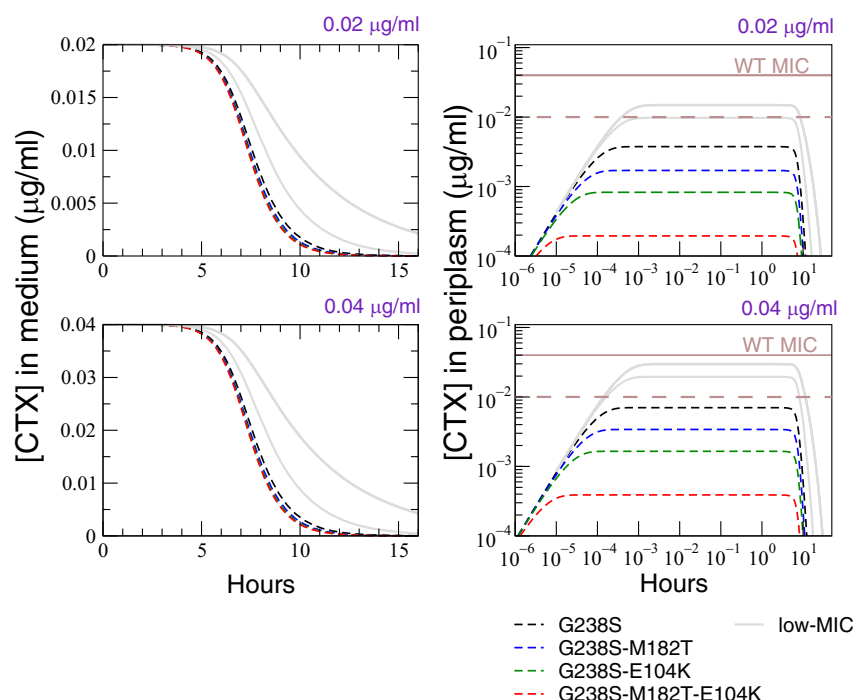 0.02 μg/ml
0.02 μg/ml
[CTX] in medium (μg/ml)
0.02
0.015
0.01
0.005
0
0
5
10
15
[CTX] in periplasm (μg/ml)
10⁻¹
10⁻²
10⁻³
10⁻⁴
WT MIC
10⁻⁶ 10⁻⁵ 10⁻⁴ 10⁻³ 10⁻² 10⁻¹ 10⁰ 10¹
0.04 μg/ml
0.04 μg/ml
0.04
0.03
0.02
0.01
0
0
5
10
15
Hours
10⁻¹
10⁻²
10⁻³
10⁻⁴
WT MIC
10⁻⁶ 10⁻⁵ 10⁻⁴ 10⁻³ 10⁻² 10⁻¹ 10⁰ 10¹
Hours
G238S
low-MIC
G238S-M182T
G238S-E104K
G238S-M182T-E104K